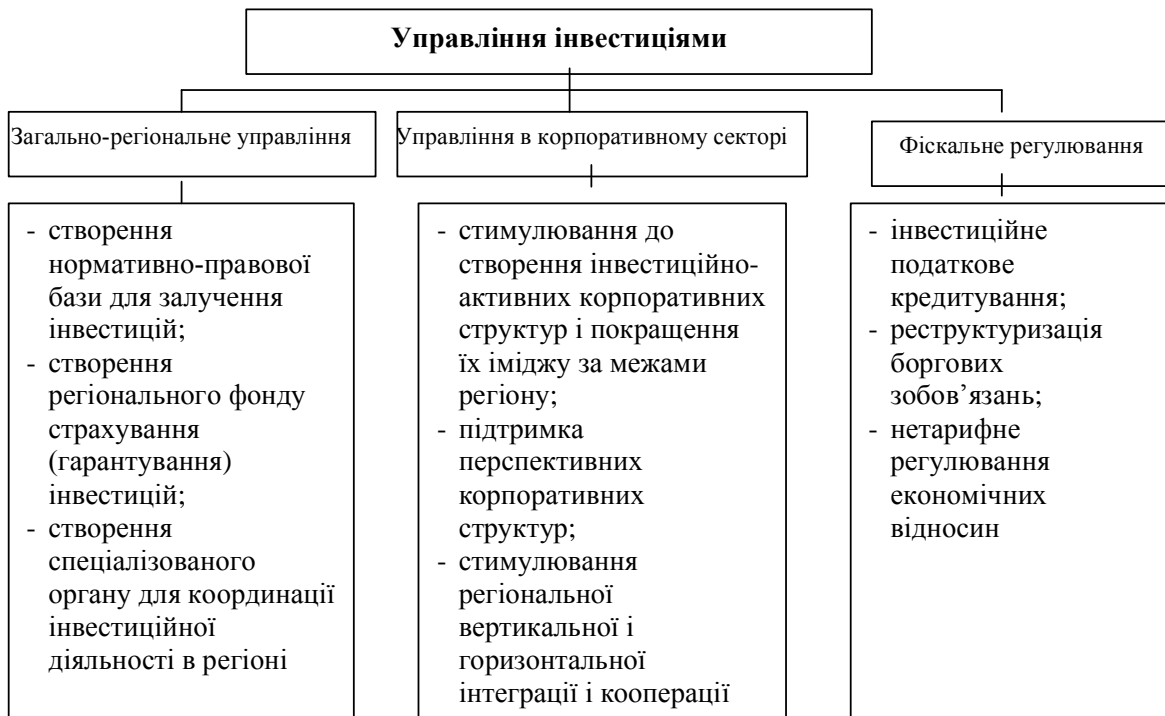 Управління інвестиціями
Загально-регіональне управління
Управління в корпоративному секторі
Фіскальне регулювання
- створення
нормативно-правової
бази для залучення
інвестицій;
- створення
регіонального фонду
страхування
(гарантування)
інвестицій;
- створення
спеціалізованого
органу для координації
інвестиційної
діяльності в регіоні
- стимулювання до
створення інвестиційно-
активних корпоративних
структур і покращення
їх іміджу за межами
регіону;
- підтримка
перспективних
корпоративних
структур;
- стимулювання
регіональної
вертикальної і
горизонтальної
інтеграції і кооперації
- інвестиційне
податкове
кредитування;
- реструктуризація
боргових
зобов’язань;
- нетарифне
регулювання
економічних
відносин